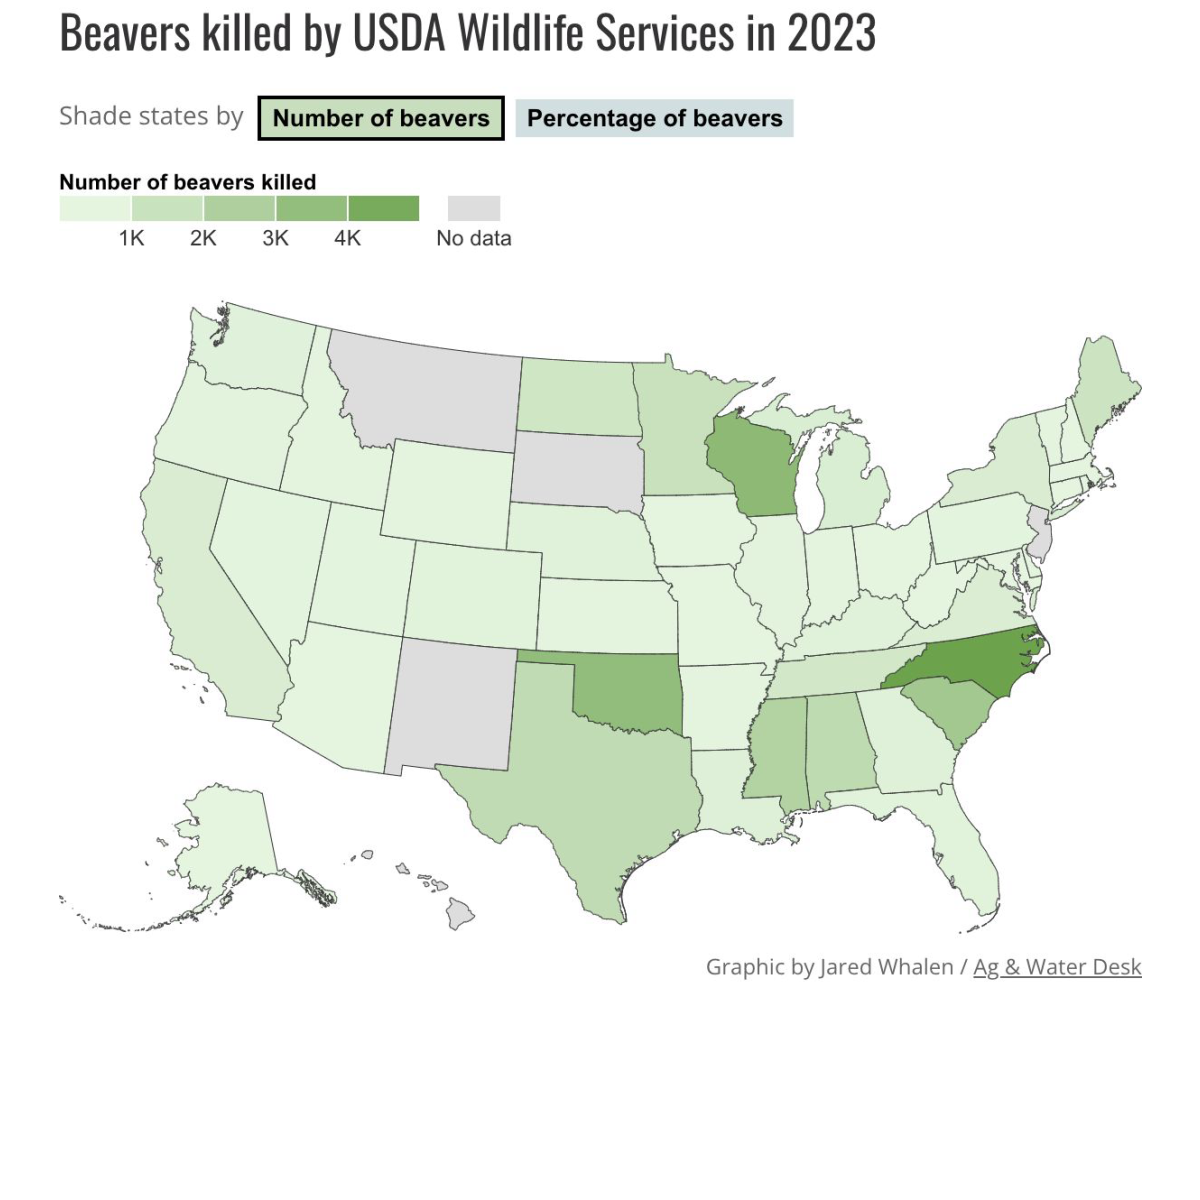 Beavers killed by USDA Wildlife Services in 2023
Shade states by Number of beavers Percentage of beavers
Number of beavers killed
1K 2K 3K 4K No data
Graphic by Jared Whalen / Ag & Water Desk